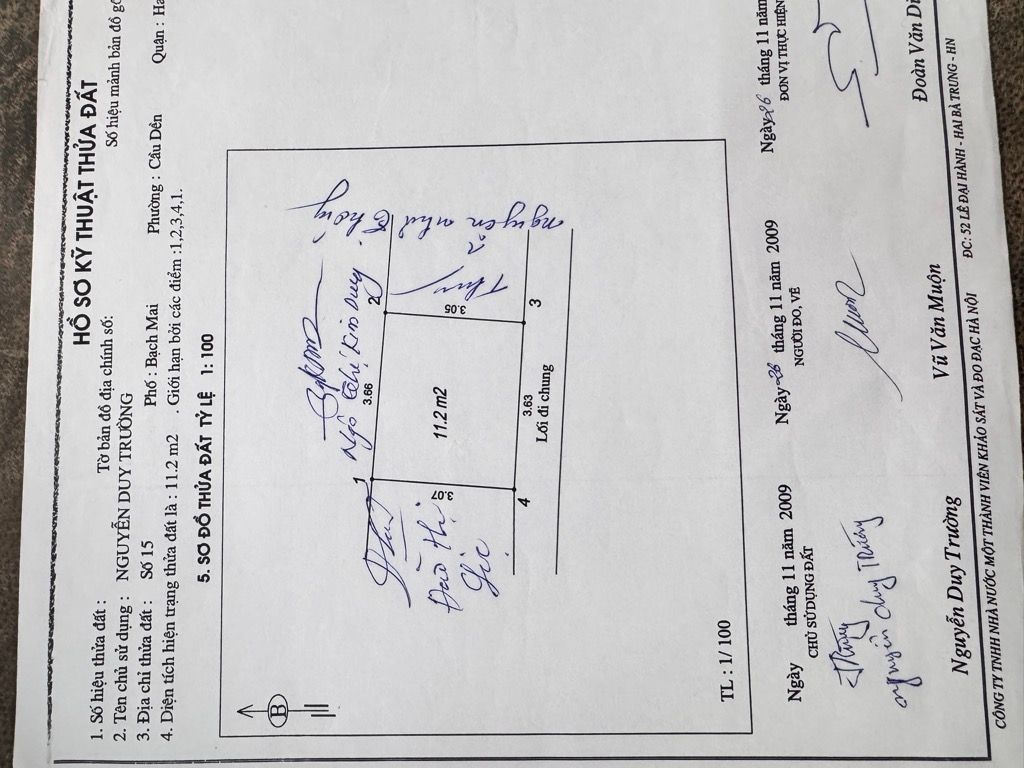 HỒ SƠ KỸ THUẬT THỬA ĐẤT
1. Số hiệu thửa đất : Tờ bản đồ địa chính số: Số hiệu mảnh bản đồ gố
2. Tên chủ sử dụng : NGUYỄN DUY TRƯỜNG
3. Địa chỉ thửa đất : Số 15 Phố : Bạch Mai Phường : Cầu Dền Quận : Ha
4. Diện tích hiện trạng thửa đất là : 11.2 m2 . Giới hạn bởi các điểm :1,2,3,4,1.
5. SƠ ĐỒ THỬA ĐẤT TỶ LỆ 1: 100
B
Ngô Thị Kim Dung
1
3.66
2
Đào thị
3.07
11.2 m2
3.05
nguyễn như
4
3.63
3
Lối đi chung
TL : 1/ 100
Ngày tháng 11 năm 2009
CHỦ SỬ DỤNG ĐẤT
Nguyễn Duy Trường
Nguyễn Duy Trường
Ngày 26 tháng 11 năm 2009
NGƯỜI ĐO, VẼ
Vũ Văn Muộn
Ngày 26 tháng 11 năm
ĐƠN VỊ THỰC HIỆN
Đoàn Văn Di
CÔNG TY TNHH NHÀ NƯỚC MỘT THÀNH VIÊN KHẢO SÁT VÀ ĐO ĐẠC HÀ NỘI ĐC: 52 LÊ ĐẠI HÀNH - HAI BÀ TRƯNG - HN